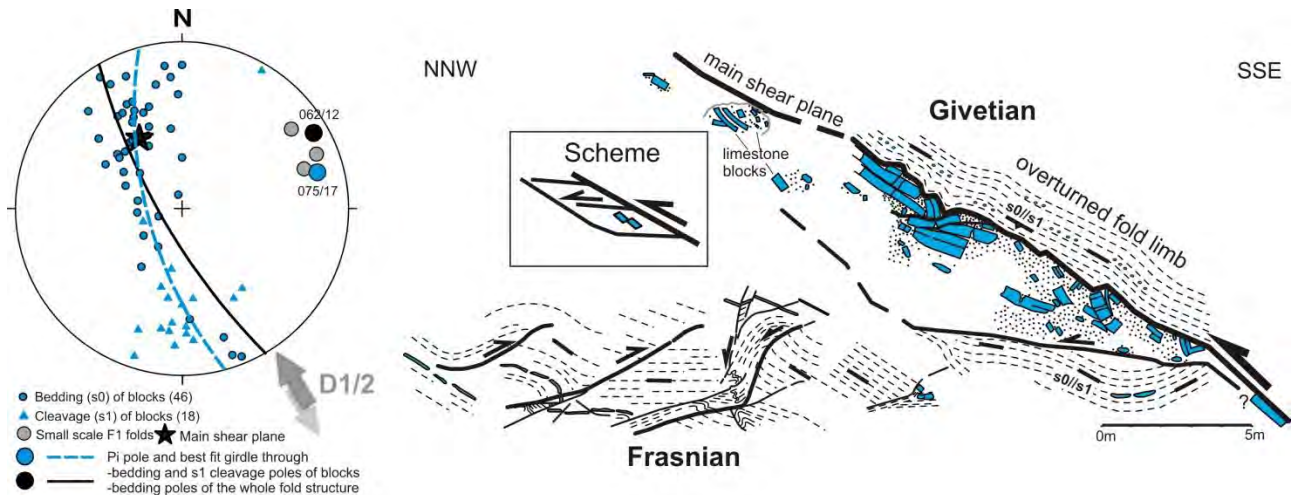 N
062/12
075/17
D1/2
Bedding (s0) of blocks (46)
Cleavage (s1) of blocks (18)
Small scale F1 folds
Main shear plane
Pi pole and best fit girdle through
-bedding and s1 cleavage poles of blocks
-bedding poles of the whole fold structure
NNW
SSE
main shear plane
Givetian
limestone
blocks
overturned fold limb
s0//s1
Scheme
s0//s1
?
0m
5m
Frasnian